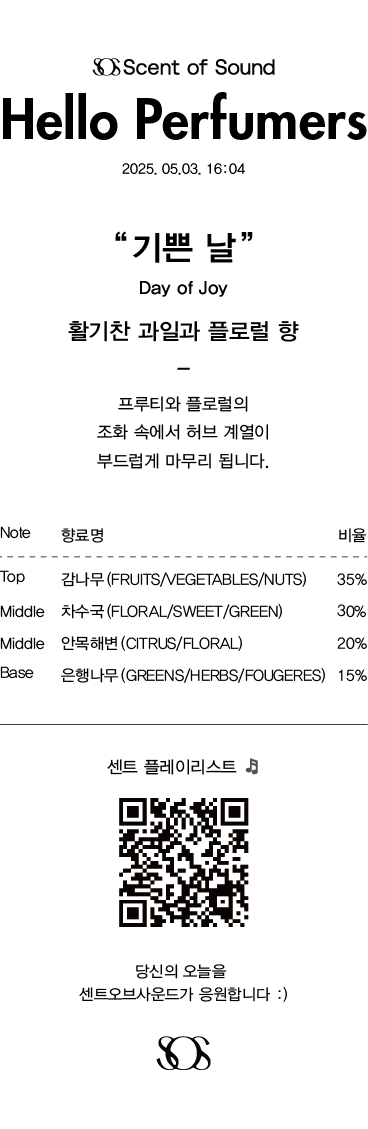 SOS Scent of Sound
Hello Perfumers
2025. 05.03. 16:04
“기쁜 날”
Day of Joy
활기찬 과일과 플로럴 향
–
프루티와 플로럴의
조화 속에서 허브 계열이
부드럽게 마무리 됩니다.
Note 향료명 비율
Top 감나무(FRUITS/VEGETABLES/NUTS) 35%
Middle 차수국(FLORAL/SWEET/GREEN) 30%
Middle 안목해변(CITRUS/FLORAL) 20%
Base 은행나무(GREENS/HERBS/FOUGERES) 15%
센트 플레이리스트 🎵
당신의 오늘을
센트오브사운드가 응원합니다 :)
SOS